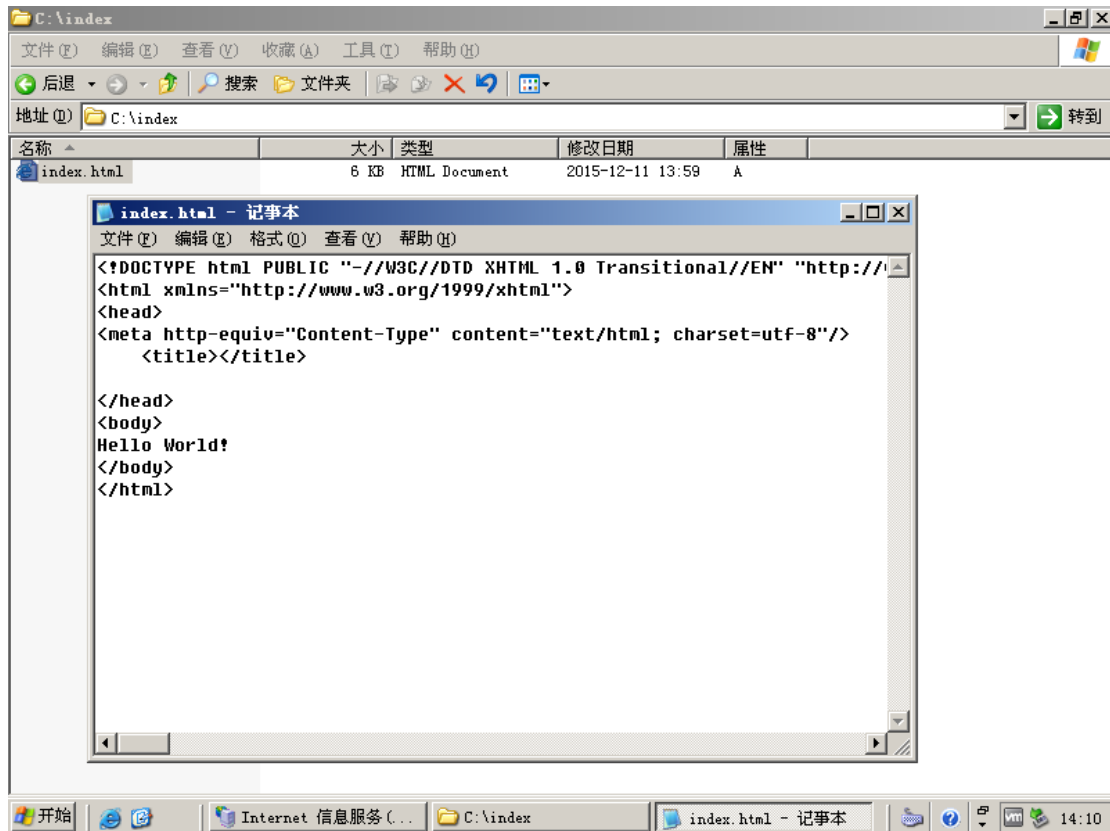 C:\index
文件(F) 编辑(E) 查看(V) 收藏(A) 工具(T) 帮助(H)
后退 搜索 文件夹
地址(D) C:\index 转到
名称 大小 类型 修改日期 属性
index.html 6 KB HTML Document 2015-12-11 13:59 A
index.html - 记事本
文件(F) 编辑(E) 格式(O) 查看(V) 帮助(H)
<!DOCTYPE html PUBLIC "-//W3C//DTD XHTML 1.0 Transitional//EN" "http://
<html xmlns="http://www.w3.org/1999/xhtml">
<head>
<meta http-equiv="Content-Type" content="text/html; charset=utf-8"/>
<title></title>
</head>
<body>
Hello World!
</body>
</html>
开始 Internet 信息服务(... C:\index index.html - 记事本 14:10